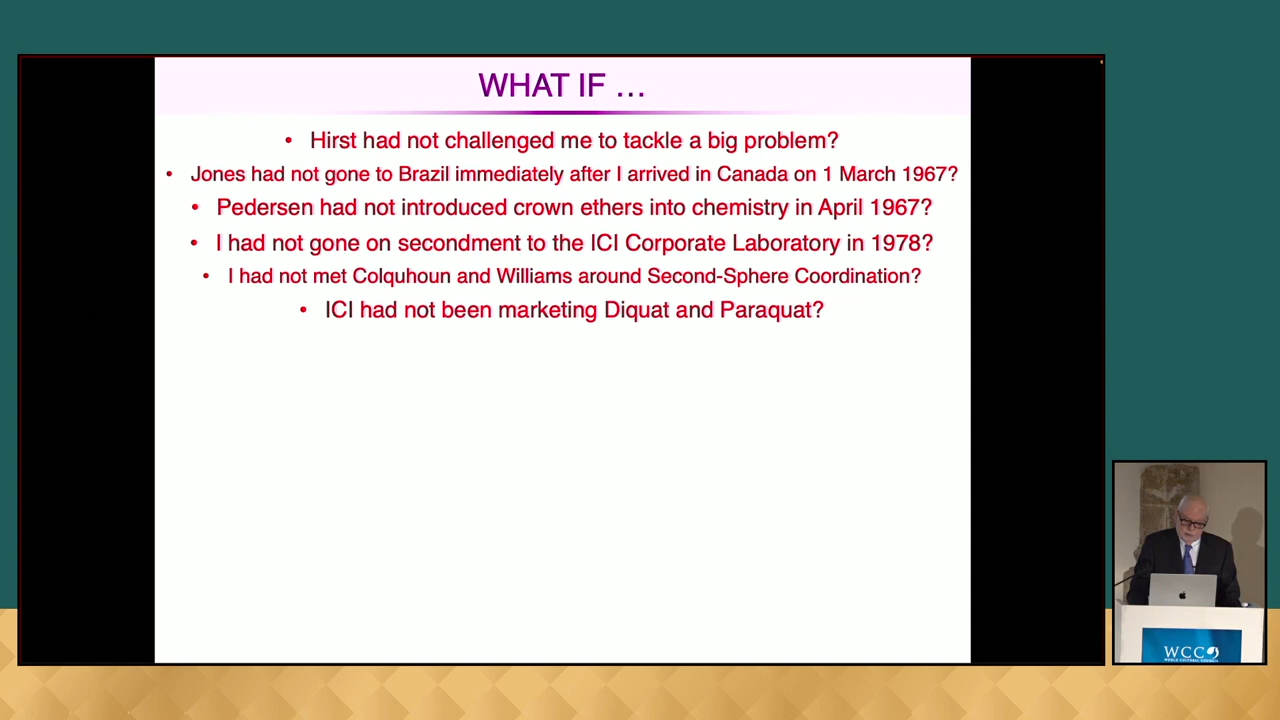 WHAT IF …
• Hirst had not challenged me to tackle a big problem?
• Jones had not gone to Brazil immediately after I arrived in Canada on 1 March 1967?
• Pedersen had not introduced crown ethers into chemistry in April 1967?
• I had not gone on secondment to the ICI Corporate Laboratory in 1978?
• I had not met Colquhoun and Williams around Second-Sphere Coordination?
• ICI had not been marketing Diquat and Paraquat?
WCC
WORLD CULTURAL COUNCIL